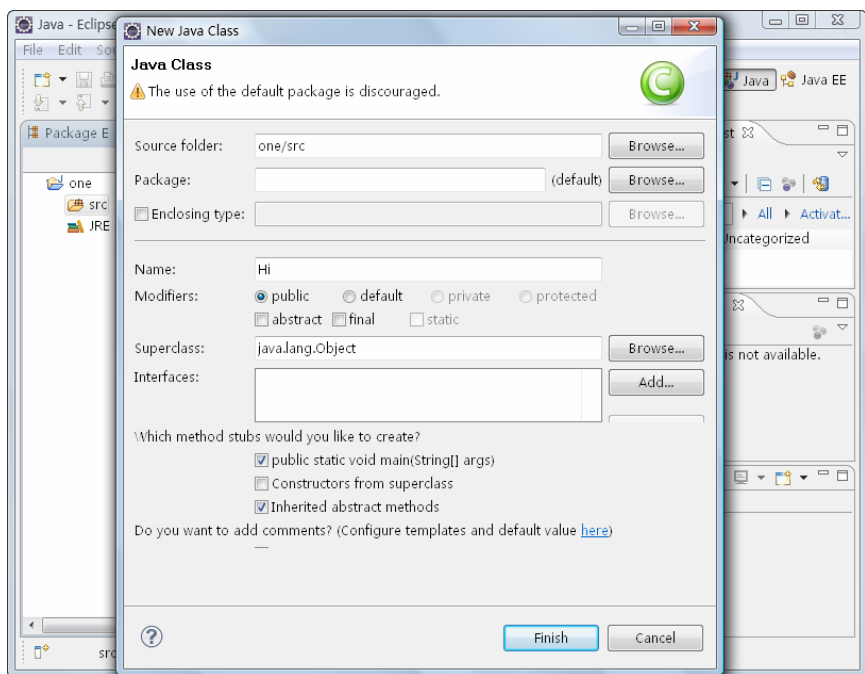 Java - Eclipse
New Java Class
File Edit
Java Class
The use of the default package is discouraged.
Java Java EE
Package E
Source folder: one/src Browse...
Package: (default) Browse...
one
src
Enclosing type: Browse...
All Activat...
JRE
Uncategorized
Name: Hi
Modifiers: public default private protected
abstract final static
Superclass: java.lang.Object Browse...
is not available.
Interfaces: Add...
Which method stubs would you like to create?
public static void main(String[] args)
Constructors from superclass
Inherited abstract methods
Do you want to add comments? (Configure templates and default value here)
Finish Cancel
src